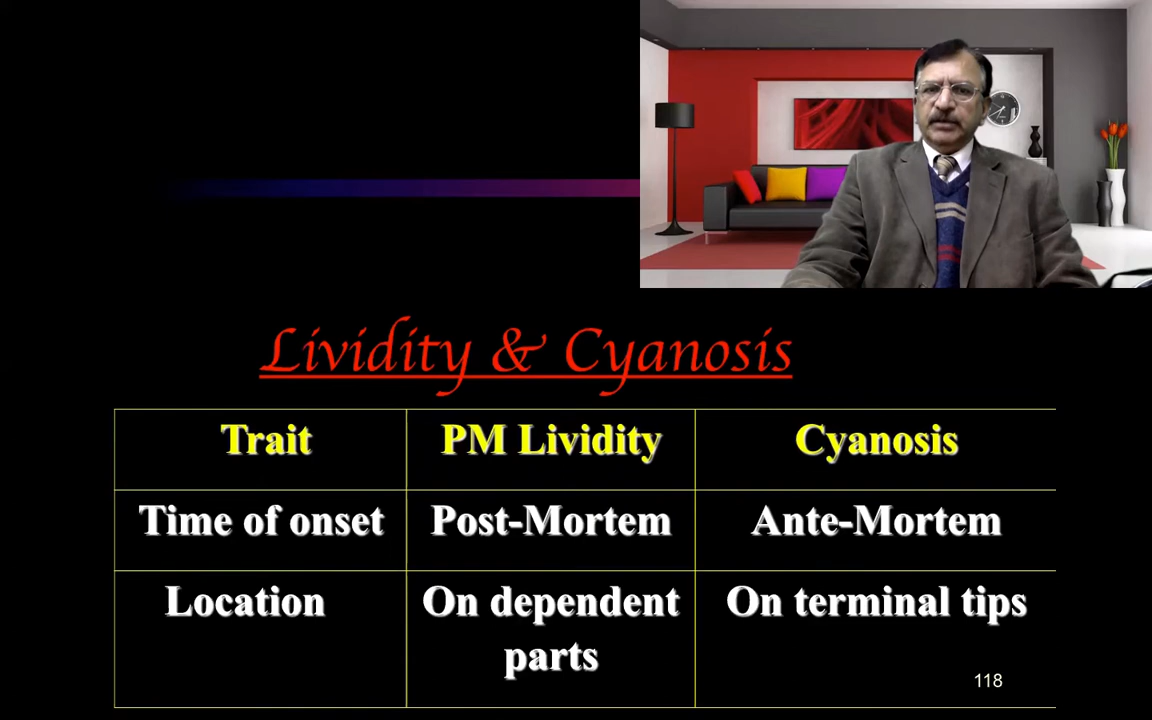 Lividity & Cyanosis
Trait PM Lividity Cyanosis
Time of onset Post-Mortem Ante-Mortem
Location On dependent parts On terminal tips
118